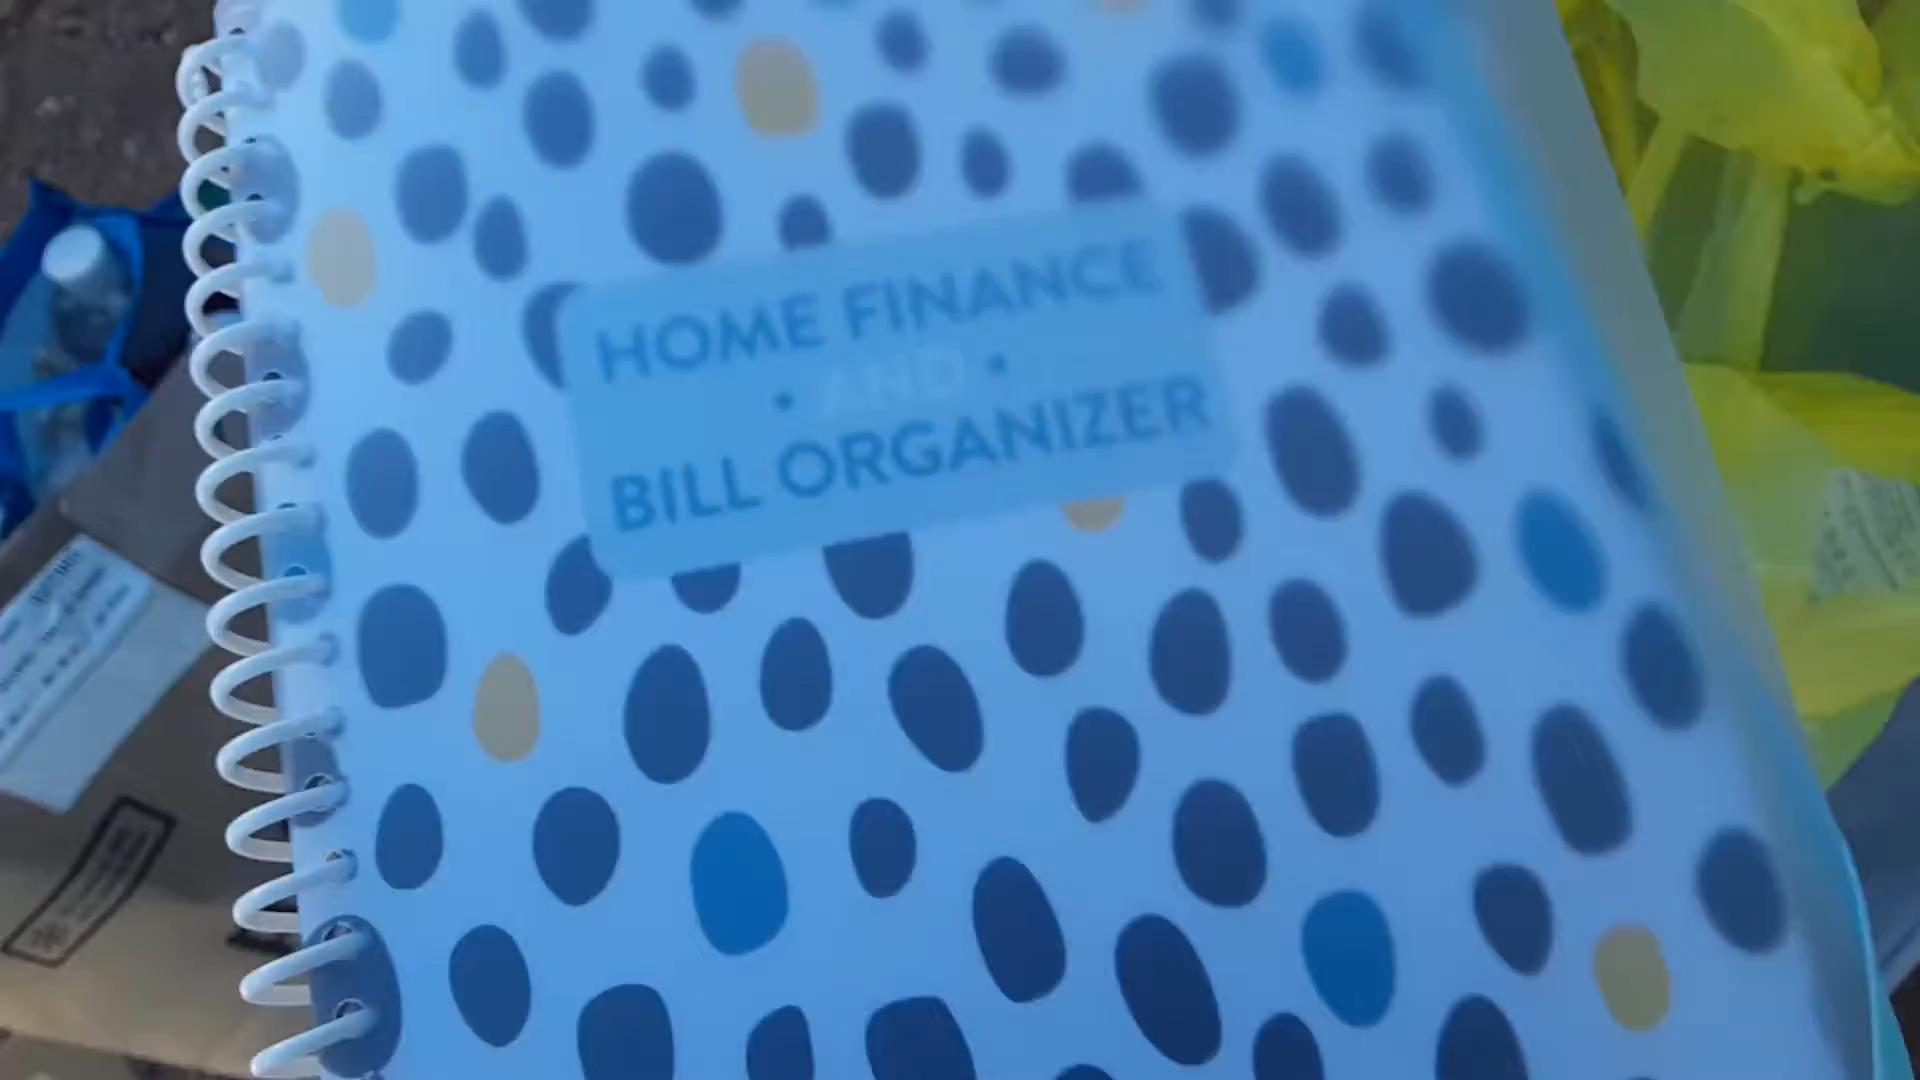 HOME FINANCE
• AND •
BILL ORGANIZER